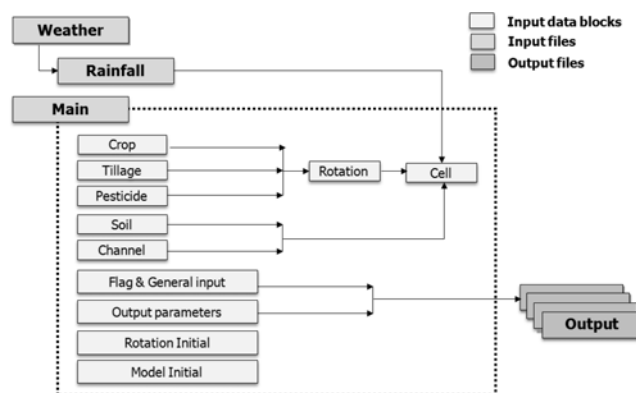 Weather
Rainfall
Input data blocks
Input files
Output files
Main
Crop
Tillage
Pesticide
Rotation
Cell
Soil
Channel
Flag & General input
Output parameters
Rotation Initial
Model Initial
Output